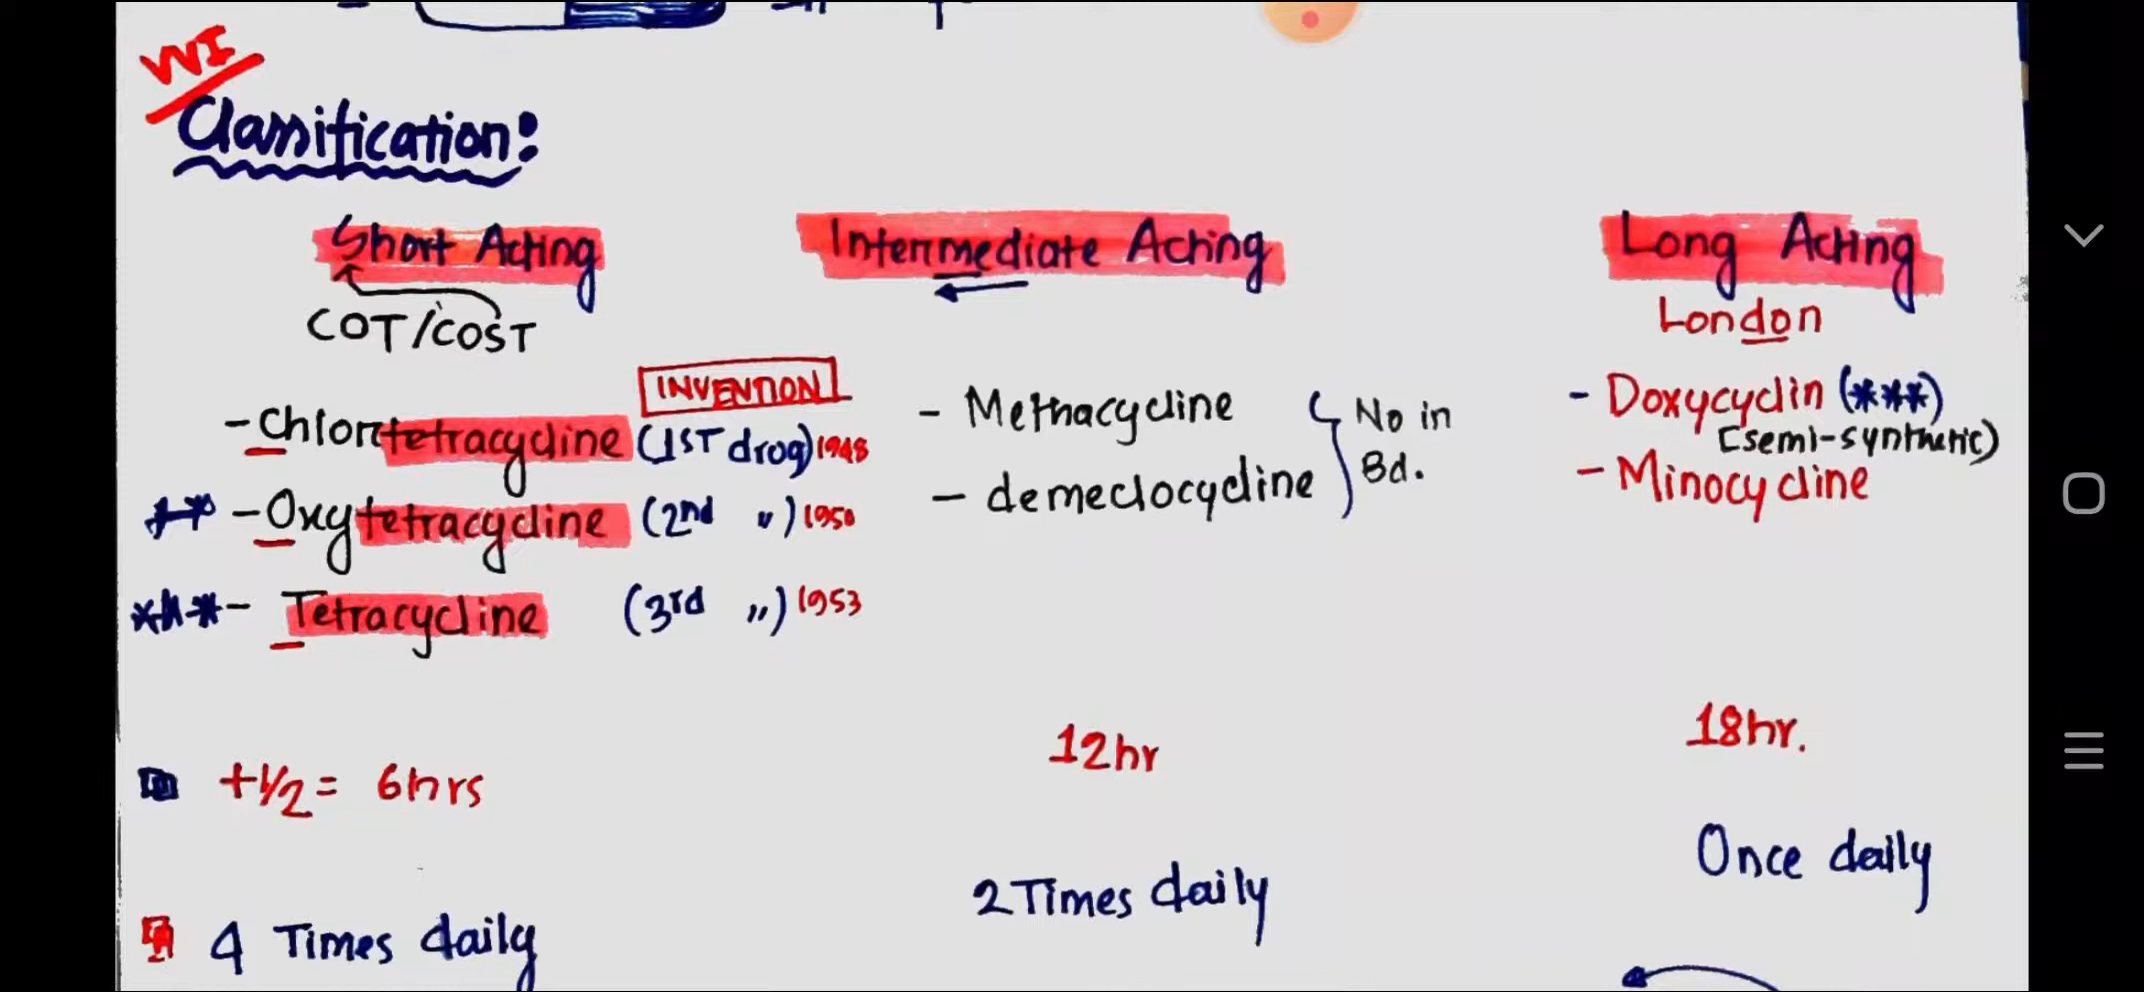 VVI
Classification:
Short Acting
Intermediate Acting
Long Acting
COT/COST
London
INVENTION
- Chlortetracycline (1ST drug) 1948
- Oxytetracycline (2nd ") 1950
*** - Tetracycline (3rd ") 1953
- Methacycline
- demeclocycline
No in
Bd.
- Doxycyclin (***)
[semi-synthetic)
- Minocycline
t1/2 = 6hrs
12hr
18hr.
4 Times daily
2 Times daily
Once daily